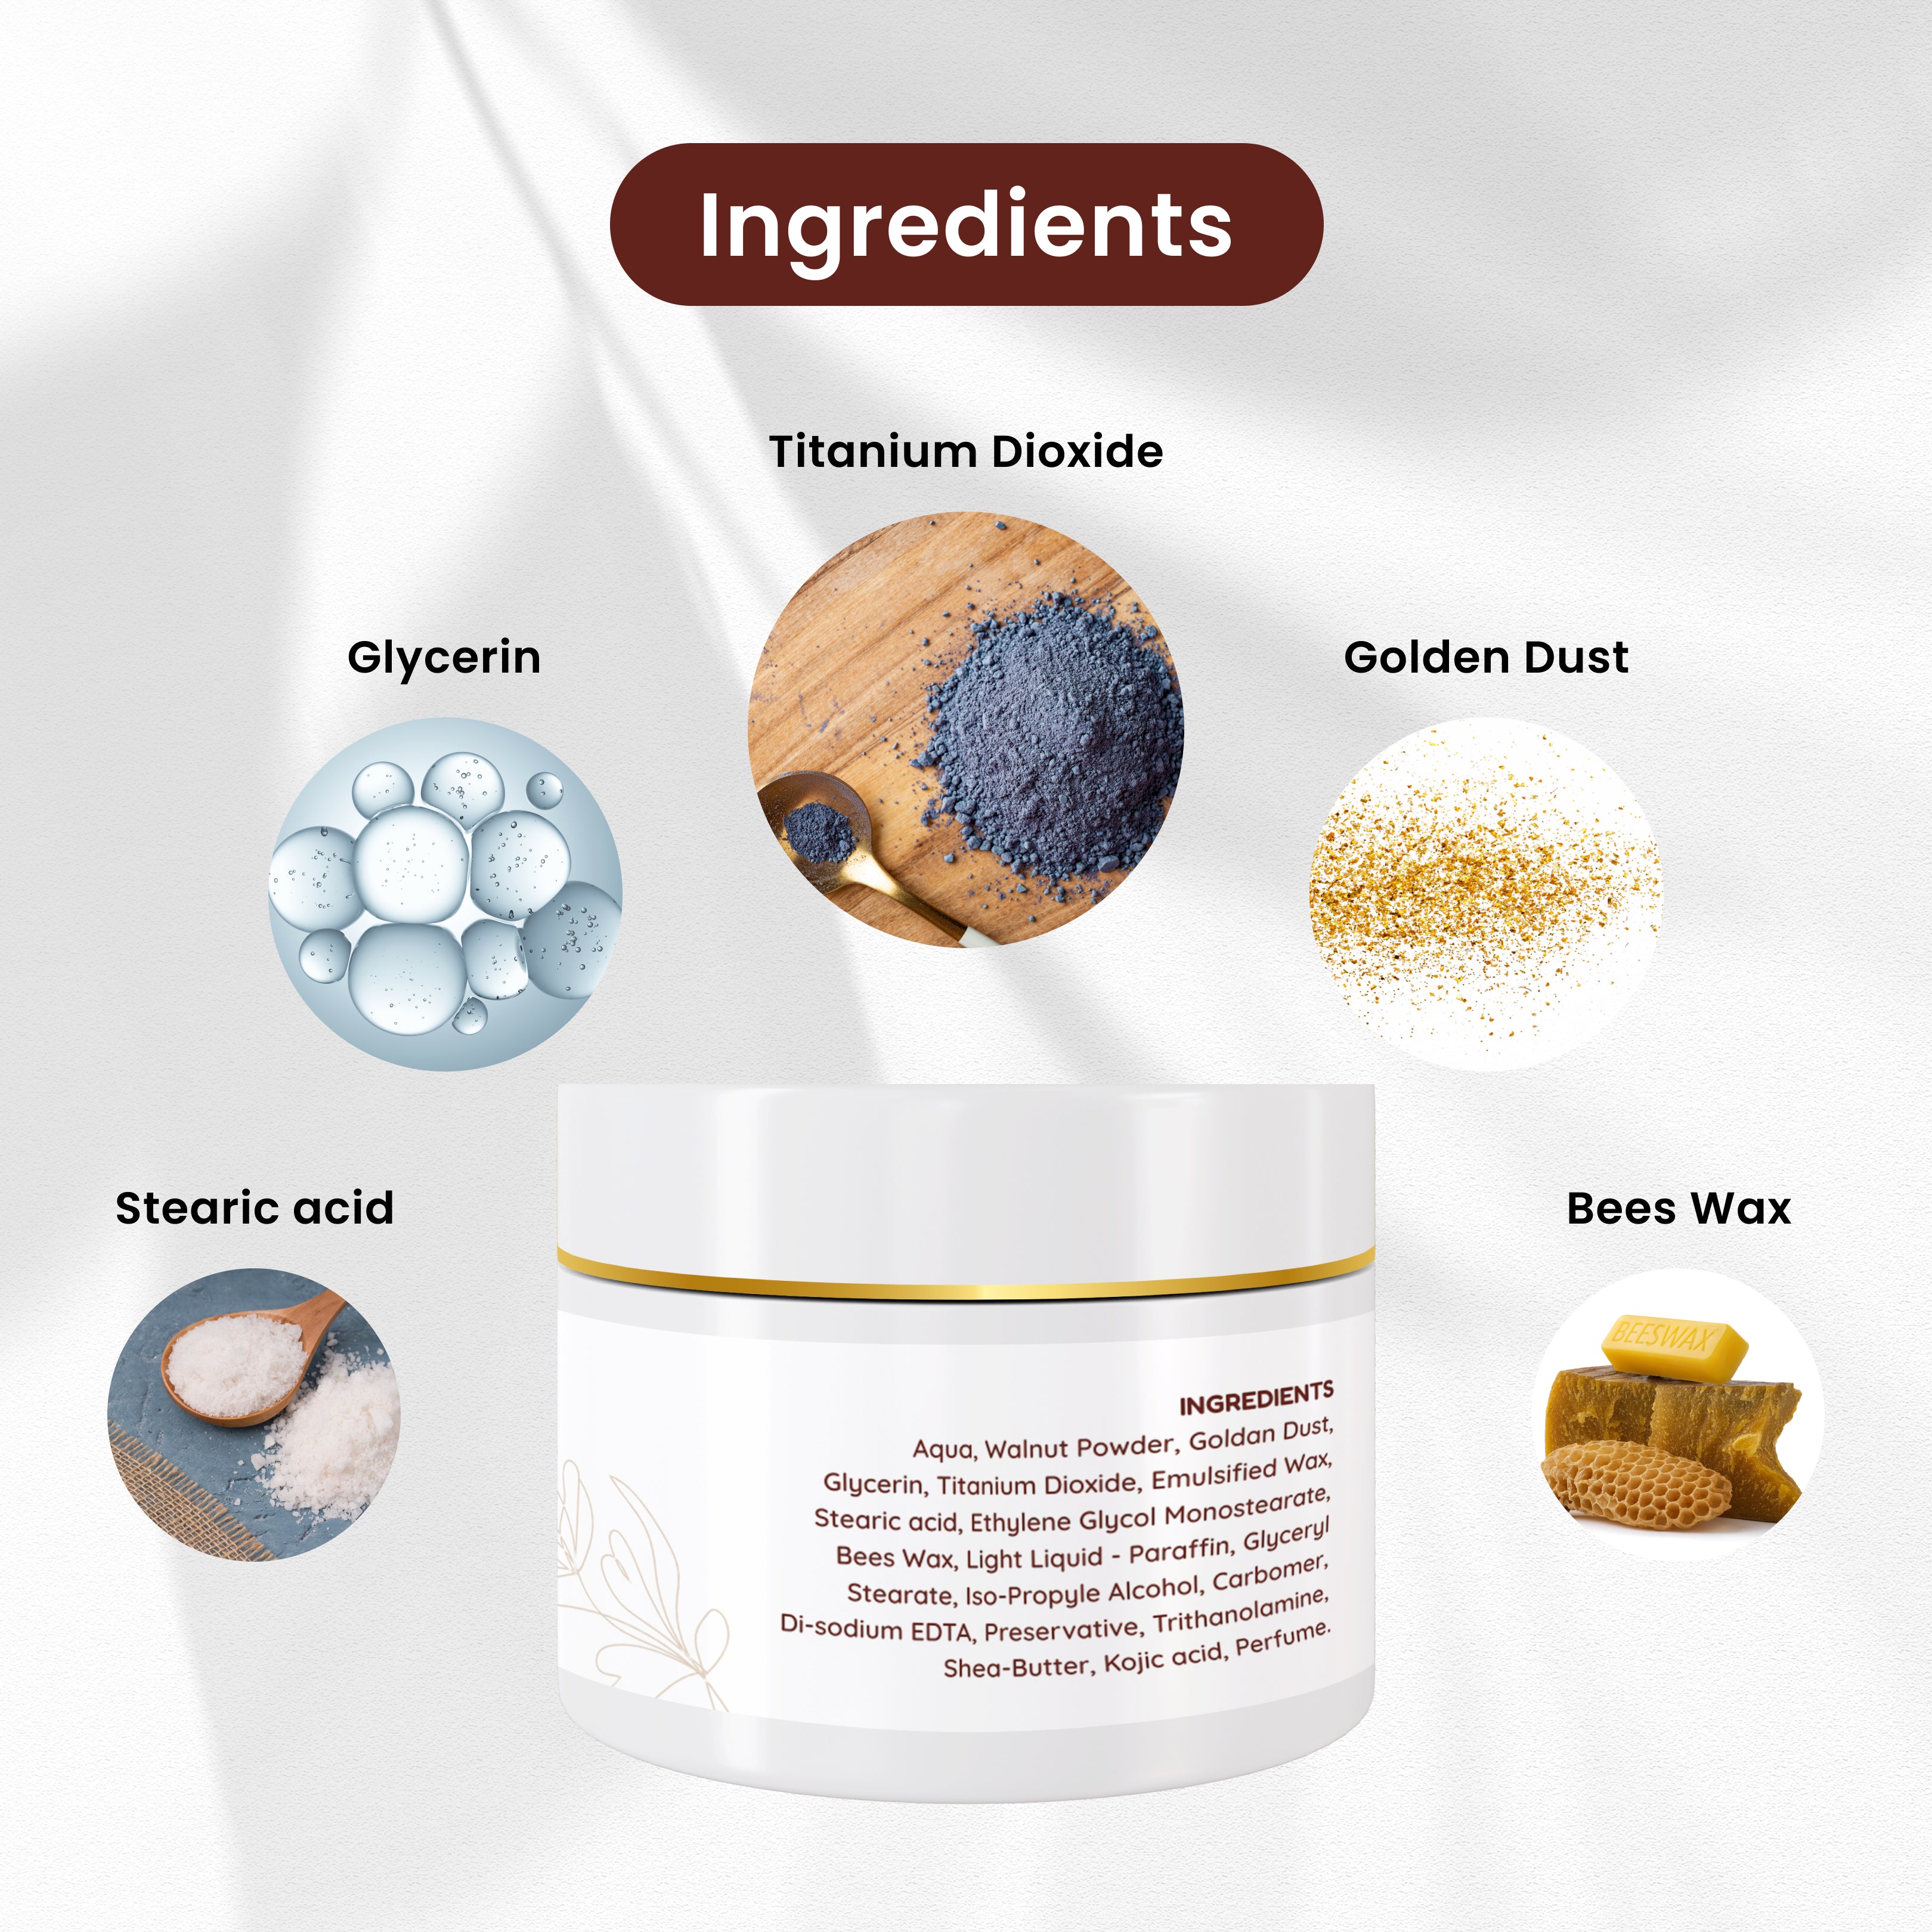 Ingredients
Titanium Dioxide
Glycerin
Golden Dust
Stearic acid
Bees Wax
BEESWAX
INGREDIENTS
Aqua, Walnut Powder, Goldan Dust,
Glycerin, Titanium Dioxide, Emulsified Wax,
Stearic acid, Ethylene Glycol Monostearate,
Bees Wax, Light Liquid - Paraffin, Glyceryl
Stearate, Iso-Propyle Alcohol, Carbomer,
Di-sodium EDTA, Preservative, Trithanolamine,
Shea-Butter, Kojic acid, Perfume.